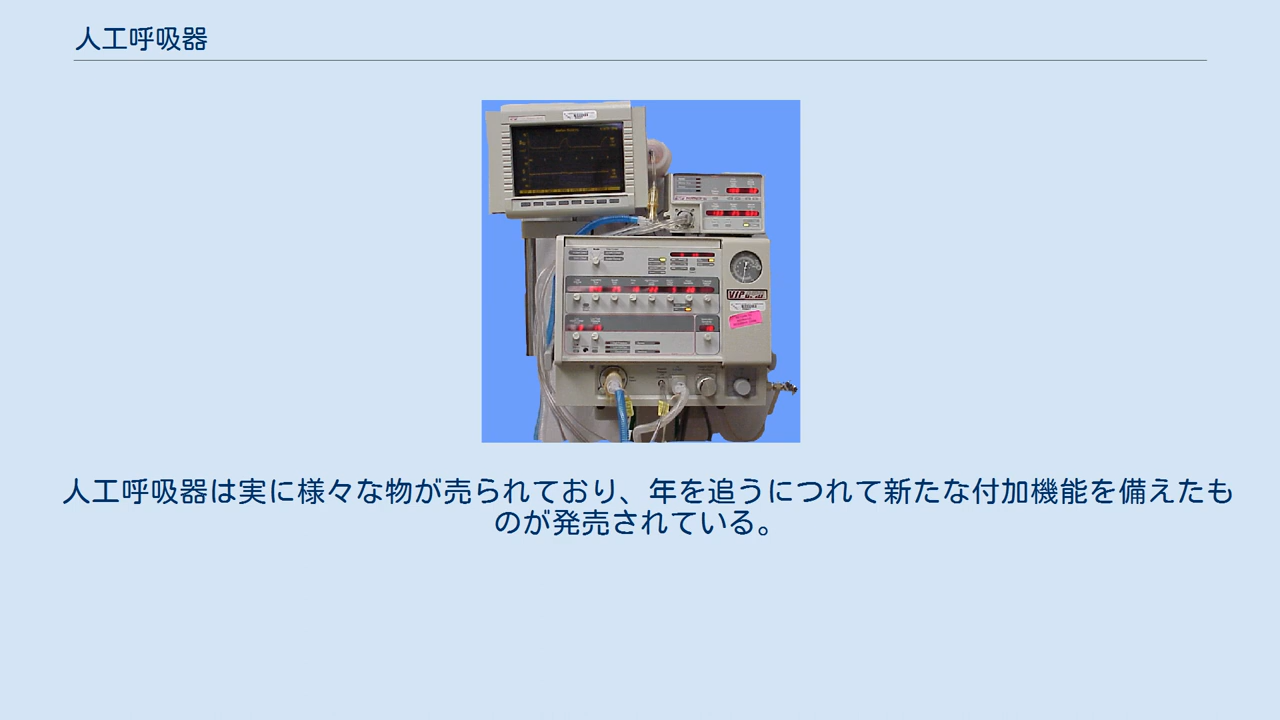 人工呼吸器
VIP
人工呼吸器は実に様々な物が売られており、年を追うにつれて新たな付加機能を備えたも
のが発売されている。